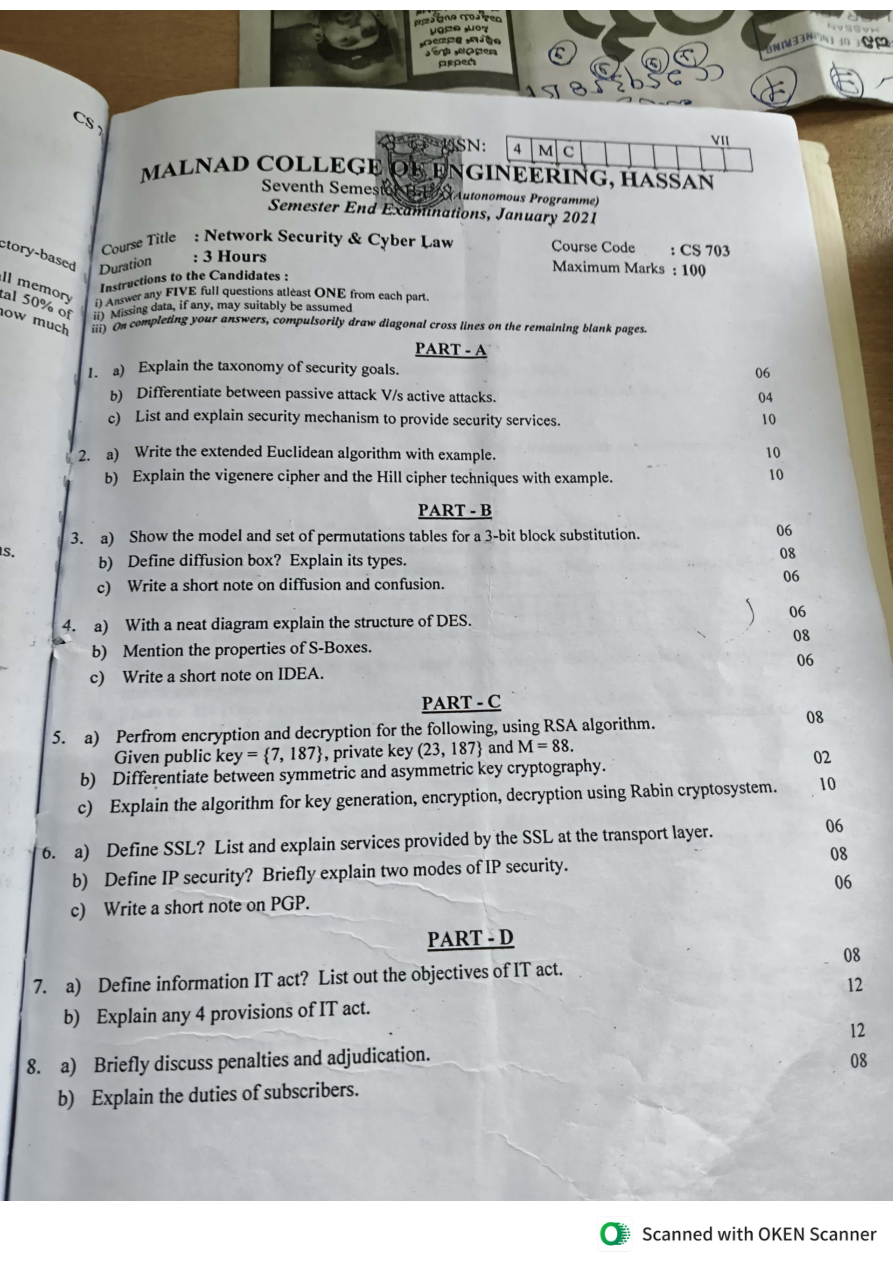 CS 7
VII
USN: 4 M C
MALNAD COLLEGE OF ENGINEERING, HASSAN
Seventh Semester (Autonomous Programme)
Semester End Examinations, January 2021
Course Title : Network Security & Cyber Law
Course Code : CS 703
Duration : 3 Hours
Maximum Marks : 100
Instructions to the Candidates :
i) Answer any FIVE full questions atleast ONE from each part.
ii) Missing data, if any, may suitably be assumed
iii) On completing your answers, compulsorily draw diagonal cross lines on the remaining blank pages.
PART - A
1. a) Explain the taxonomy of security goals. 06
b) Differentiate between passive attack V/s active attacks. 04
c) List and explain security mechanism to provide security services. 10
2. a) Write the extended Euclidean algorithm with example. 10
b) Explain the vigenere cipher and the Hill cipher techniques with example. 10
PART - B
3. a) Show the model and set of permutations tables for a 3-bit block substitution. 06
b) Define diffusion box? Explain its types. 08
c) Write a short note on diffusion and confusion. 06
4. a) With a neat diagram explain the structure of DES. 06
b) Mention the properties of S-Boxes. 08
c) Write a short note on IDEA. 06
PART - C
5. a) Perfrom encryption and decryption for the following, using RSA algorithm. 08
Given public key = {7, 187}, private key (23, 187} and M = 88.
b) Differentiate between symmetric and asymmetric key cryptography. 02
c) Explain the algorithm for key generation, encryption, decryption using Rabin cryptosystem. 10
6. a) Define SSL? List and explain services provided by the SSL at the transport layer. 06
b) Define IP security? Briefly explain two modes of IP security. 08
c) Write a short note on PGP. 06
PART - D
7. a) Define information IT act? List out the objectives of IT act. 08
b) Explain any 4 provisions of IT act. 12
8. a) Briefly discuss penalties and adjudication. 12
b) Explain the duties of subscribers. 08
ctory-based
ll memory
tal 50% of
how much
ns.
Scanned with OKEN Scanner